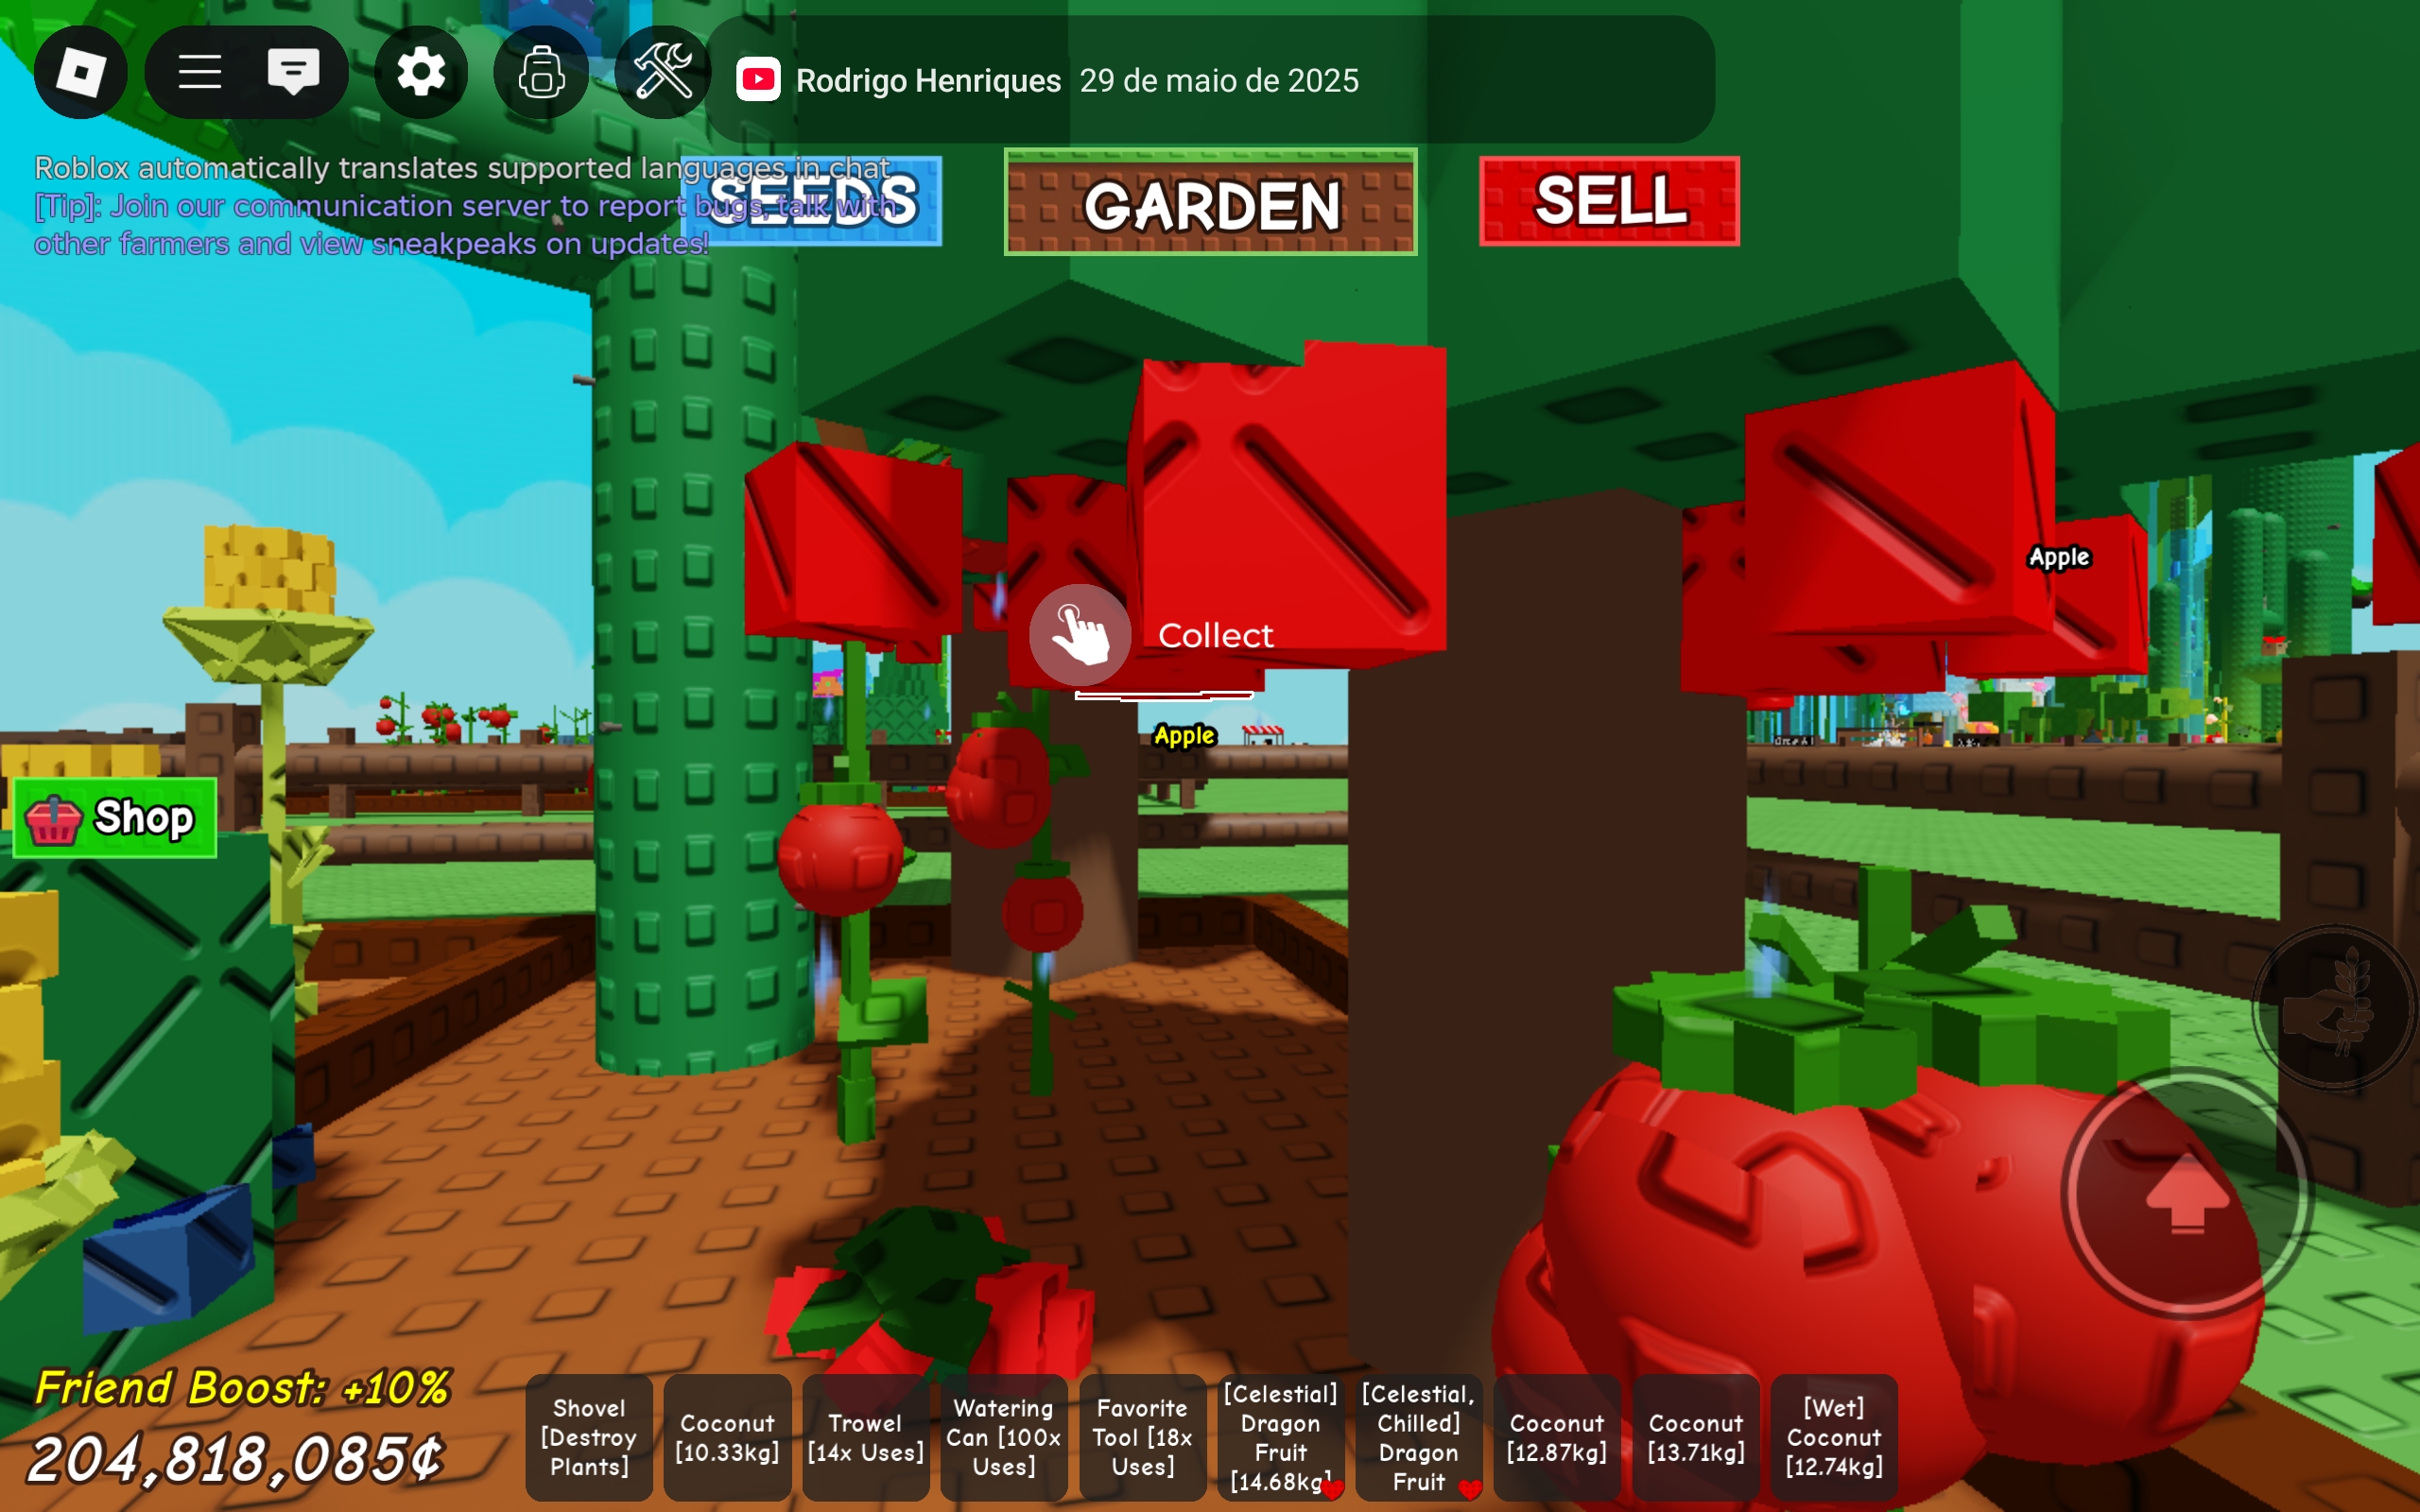 Rodrigo Henriques 29 de maio de 2025
Roblox automatically translates supported languages in chat
[Tip]: Join our communication server to report bugs, talk with
other farmers and view sneakpeaks on updates!
SEEDS
GARDEN
SELL
Apple
Collect
Apple
Shop
Friend Boost: +10%
204,818,085¢
Shovel
[Destroy
Plants]
Coconut
[10.33kg]
Trowel
[14x Uses]
Watering
Can [100x
Uses]
Favorite
Tool [18x
Uses]
[Celestial]
Dragon
Fruit
[14.68kg]
[Celestial,
Chilled]
Dragon
Fruit
Coconut
[12.87kg]
Coconut
[13.71kg]
[Wet]
Coconut
[12.74kg]